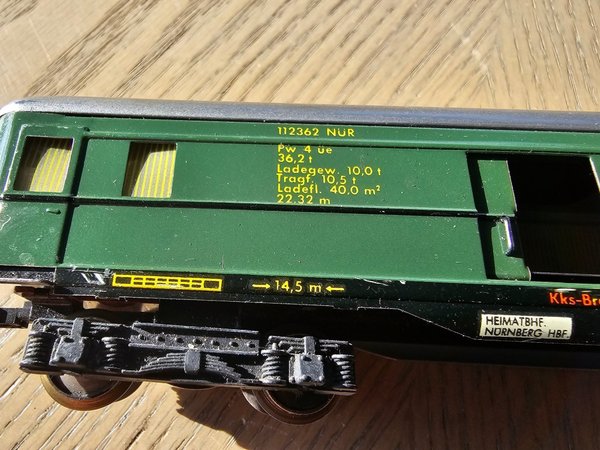 112362 NÜR
Pw 4 üe
36,2 t
Ladegew. 10,0 t
Tragf. 10,5 t
Ladefl. 40,0 m²
22,32 m
→ 14,5 m ←
HEIMATBHF.
NÜRNBERG HBF.